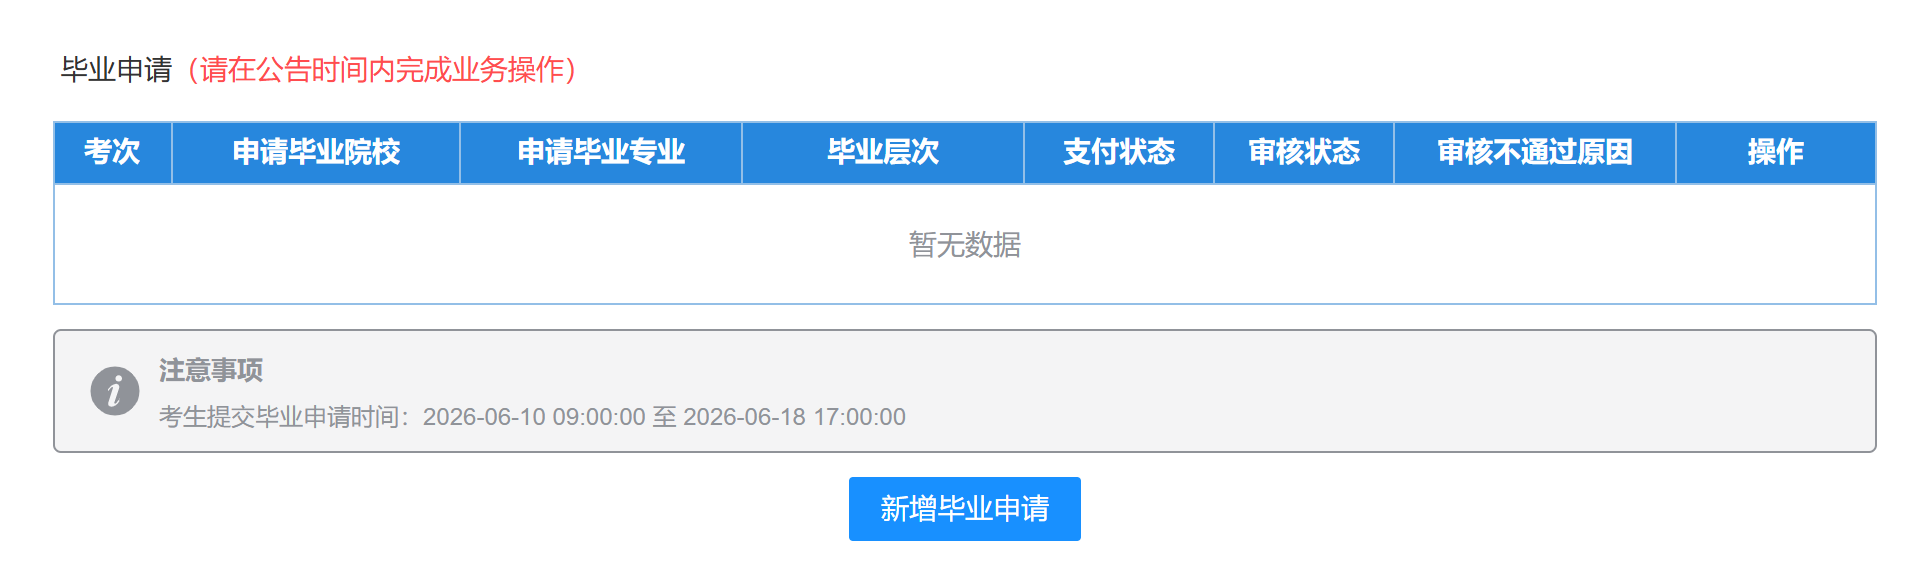 毕业申请（请在公告时间内完成业务操作）
考次 申请毕业院校 申请毕业专业 毕业层次 支付状态 审核状态 审核不通过原因 操作
暂无数据
注意事项
考生提交毕业申请时间：2026-06-10 09:00:00 至 2026-06-18 17:00:00
新增毕业申请